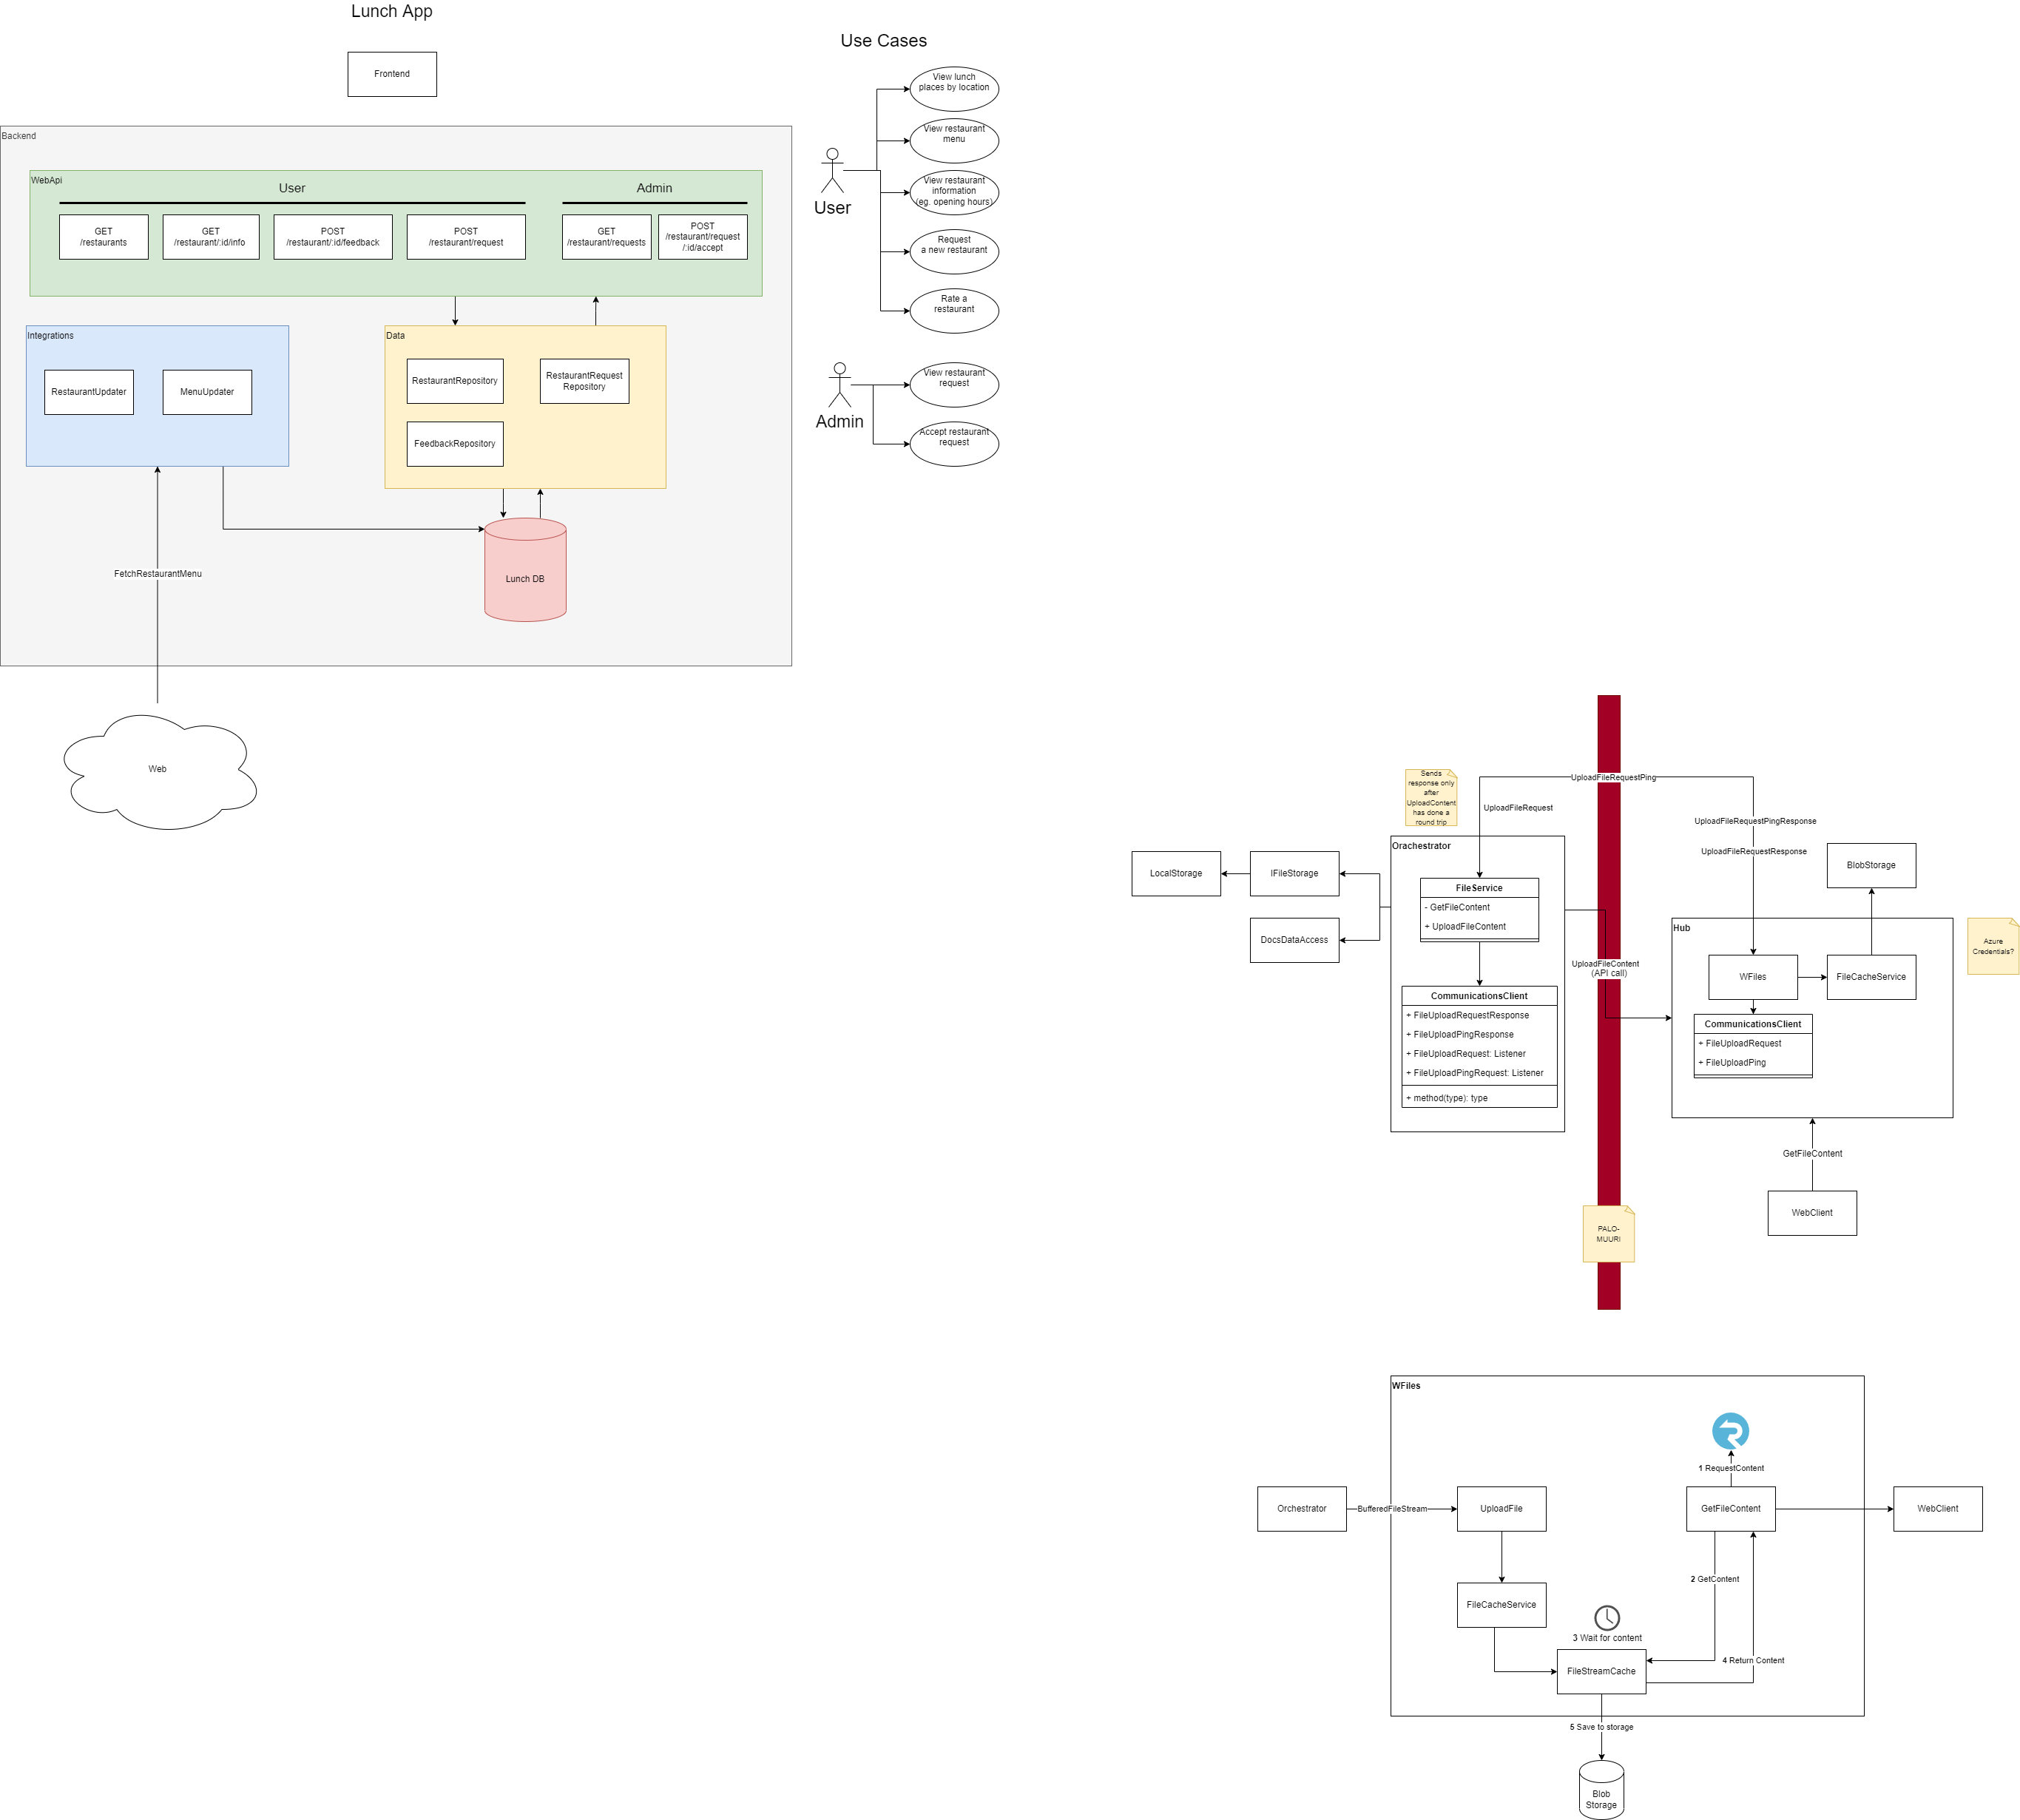 Lunch App
Frontend
Backend
WebApi
User
Admin
GET
/restaurants
GET
/restaurant/:id/info
POST
/restaurant/:id/feedback
POST
/restaurant/request
GET
/restaurant/requests
POST
/restaurant/request
/:id/accept
Integrations
RestaurantUpdater
MenuUpdater
Data
RestaurantRepository
RestaurantRequest
Repository
FeedbackRepository
Lunch DB
FetchRestaurantMenu
Web
Use Cases
View lunch
places by location
View restaurant
menu
View restaurant
information
(eg. opening hours)
Request
a new restaurant
Rate a
restaurant
User
View restaurant
request
Accept restaurant
request
Admin
Sends
response only
after
UploadContent
has done a
round trip
UploadFileRequestPing
UploadFileRequest
UploadFileRequestPingResponse
UploadFileRequestResponse
LocalStorage
IFileStorage
DocsDataAccess
Orachestrator
FileService
- GetFileContent
+ UploadFileContent
CommunicationsClient
+ FileUploadRequestResponse
+ FileUploadPingResponse
+ FileUploadRequest: Listener
+ FileUploadPingRequest: Listener
+ method(type): type
UploadFileContent
(API call)
BlobStorage
Hub
WFiles
FileCacheService
CommunicationsClient
+ FileUploadRequest
+ FileUploadPing
Azure
Credentials?
GetFileContent
WebClient
PALO-
MUURI
WFiles
1 RequestContent
Orchestrator
BufferedFileStream
UploadFile
GetFileContent
WebClient
2 GetContent
FileCacheService
3 Wait for content
FileStreamCache
4 Return Content
5 Save to storage
Blob
Storage